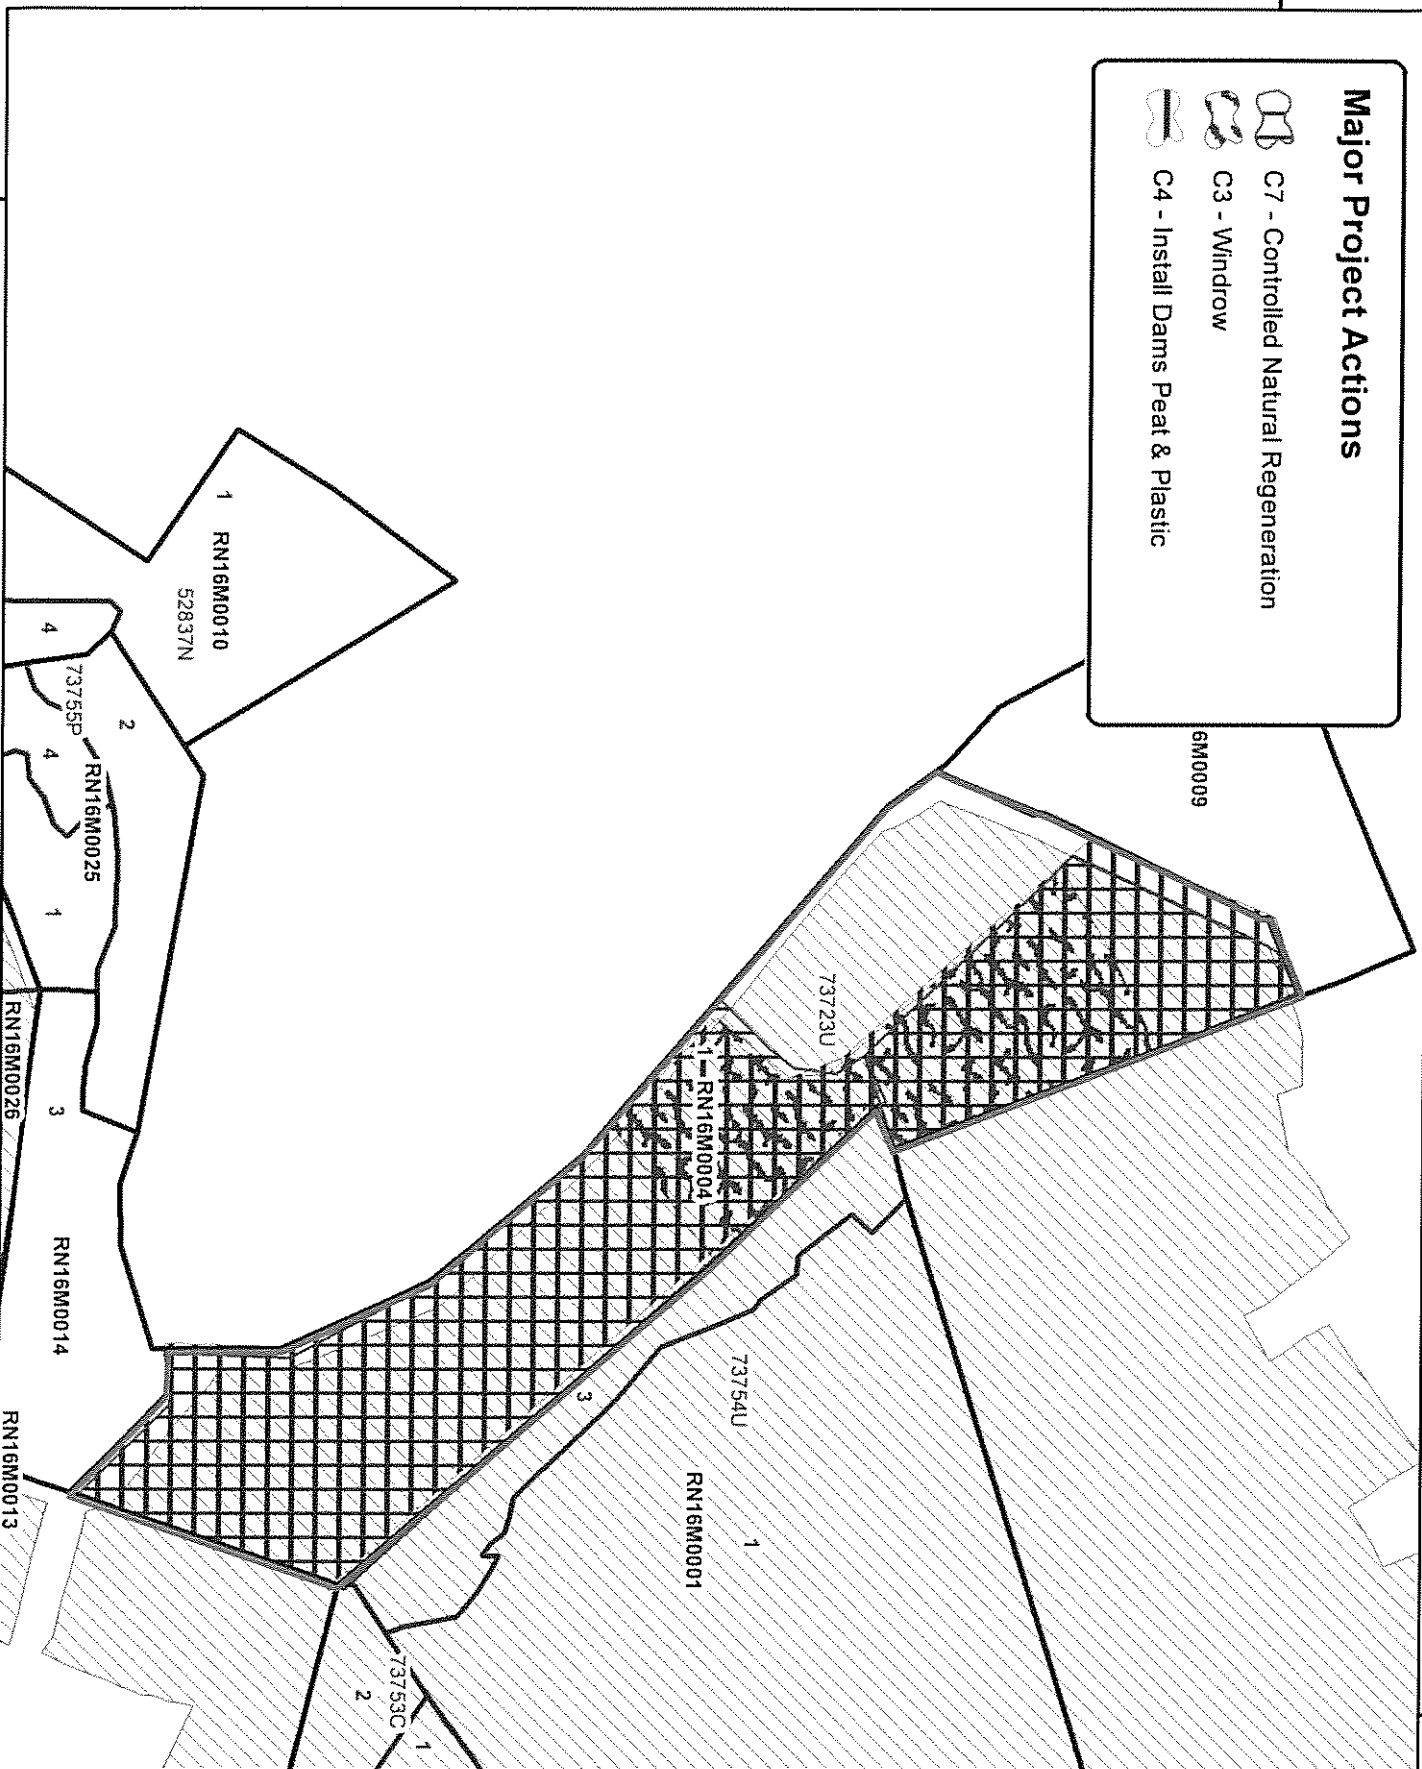 Major Project Actions
C7 - Controlled Natural Regeneration
C3 - Windrow
C4 - Install Dams Peat & Plastic
6M0009
73723U
1 - RN16M0004
1
RN16M0010
52837N
4
73755P
2
4
RN16M0025
1
RN16M0026
3
RN16M0014
RN16M0013
3
73754U
1
RN16M0001
73753C
2
1